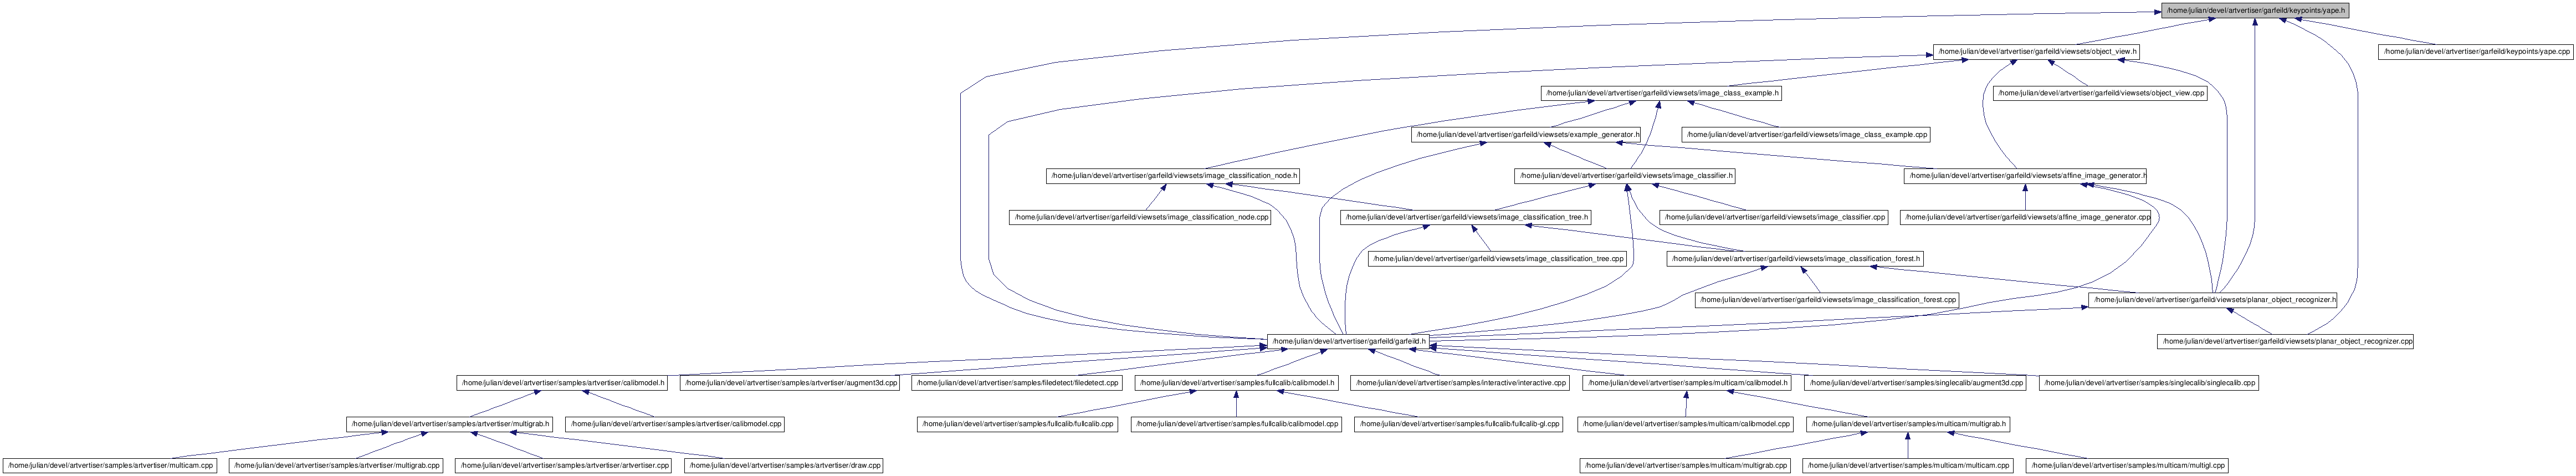 /home/julian/devel/artvertiser/garfeild/keypoints/yape.h
/home/julian/devel/artvertiser/garfeild/viewsets/object_view.h
/home/julian/devel/artvertiser/garfeild/keypoints/yape.cpp
/home/julian/devel/artvertiser/garfeild/viewsets/image_class_example.h
/home/julian/devel/artvertiser/garfeild/viewsets/object_view.cpp
/home/julian/devel/artvertiser/garfeild/viewsets/example_generator.h
/home/julian/devel/artvertiser/garfeild/viewsets/image_class_example.cpp
/home/julian/devel/artvertiser/garfeild/viewsets/image_classification_node.h
/home/julian/devel/artvertiser/garfeild/viewsets/image_classifier.h
/home/julian/devel/artvertiser/garfeild/viewsets/affine_image_generator.h
/home/julian/devel/artvertiser/garfeild/viewsets/image_classification_node.cpp
/home/julian/devel/artvertiser/garfeild/viewsets/image_classification_tree.h
/home/julian/devel/artvertiser/garfeild/viewsets/image_classifier.cpp
/home/julian/devel/artvertiser/garfeild/viewsets/affine_image_generator.cpp
/home/julian/devel/artvertiser/garfeild/viewsets/image_classification_tree.cpp
/home/julian/devel/artvertiser/garfeild/viewsets/image_classification_forest.h
/home/julian/devel/artvertiser/garfeild/viewsets/image_classification_forest.cpp
/home/julian/devel/artvertiser/garfeild/viewsets/planar_object_recognizer.h
/home/julian/devel/artvertiser/garfeild/garfeild.h
/home/julian/devel/artvertiser/garfeild/viewsets/planar_object_recognizer.cpp
/home/julian/devel/artvertiser/samples/artvertiser/calibmodel.h
/home/julian/devel/artvertiser/samples/artvertiser/augment3d.cpp
/home/julian/devel/artvertiser/samples/filedetect/filedetect.cpp
/home/julian/devel/artvertiser/samples/fullcalib/calibmodel.h
/home/julian/devel/artvertiser/samples/interactive/interactive.cpp
/home/julian/devel/artvertiser/samples/multicam/calibmodel.h
/home/julian/devel/artvertiser/samples/singlecalib/augment3d.cpp
/home/julian/devel/artvertiser/samples/singlecalib/singlecalib.cpp
/home/julian/devel/artvertiser/samples/artvertiser/multigrab.h
/home/julian/devel/artvertiser/samples/artvertiser/calibmodel.cpp
/home/julian/devel/artvertiser/samples/fullcalib/fullcalib.cpp
/home/julian/devel/artvertiser/samples/fullcalib/calibmodel.cpp
/home/julian/devel/artvertiser/samples/fullcalib/fullcalib-gl.cpp
/home/julian/devel/artvertiser/samples/multicam/calibmodel.cpp
/home/julian/devel/artvertiser/samples/multicam/multigrab.h
/home/julian/devel/artvertiser/samples/artvertiser/multicam.cpp
/home/julian/devel/artvertiser/samples/artvertiser/multigrab.cpp
/home/julian/devel/artvertiser/samples/artvertiser/artvertiser.cpp
/home/julian/devel/artvertiser/samples/artvertiser/draw.cpp
/home/julian/devel/artvertiser/samples/multicam/multigrab.cpp
/home/julian/devel/artvertiser/samples/multicam/multicam.cpp
/home/julian/devel/artvertiser/samples/multicam/multigl.cpp